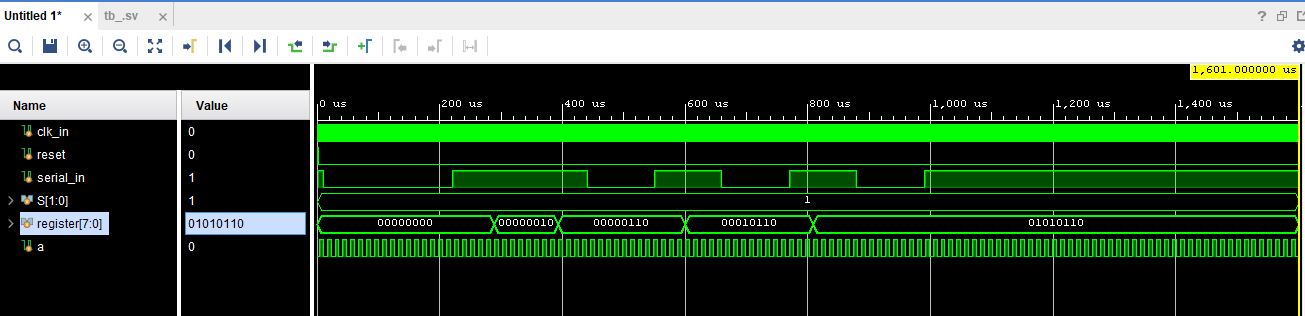 Untitled 1* × tb_.sv ×
?
1,601.000000 us
Name Value
0 us 200 us 400 us 600 us 800 us 1,000 us 1,200 us 1,400 us
clk_in 0
reset 0
serial_in 1
S[1:0] 1 1
register[7:0] 01010110 00000000 00000010 00000110 00010110 01010110
a 0